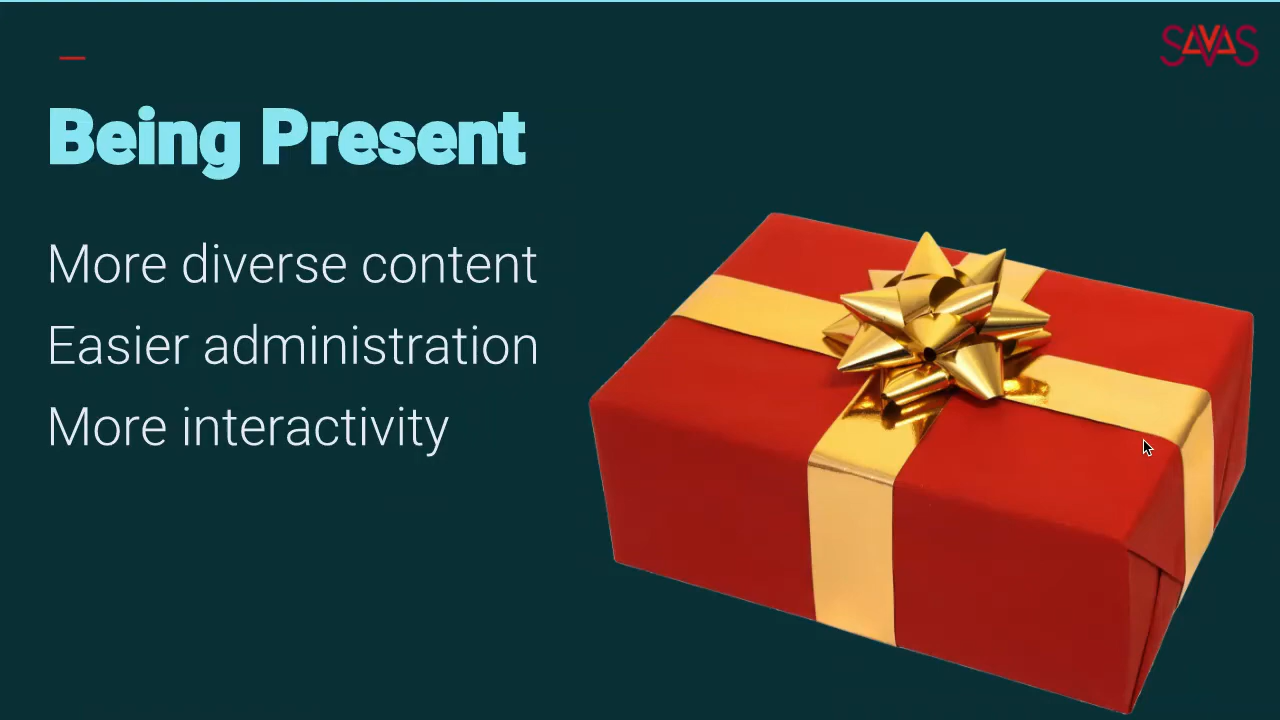 SAVAS
Being Present
More diverse content
Easier administration
More interactivity